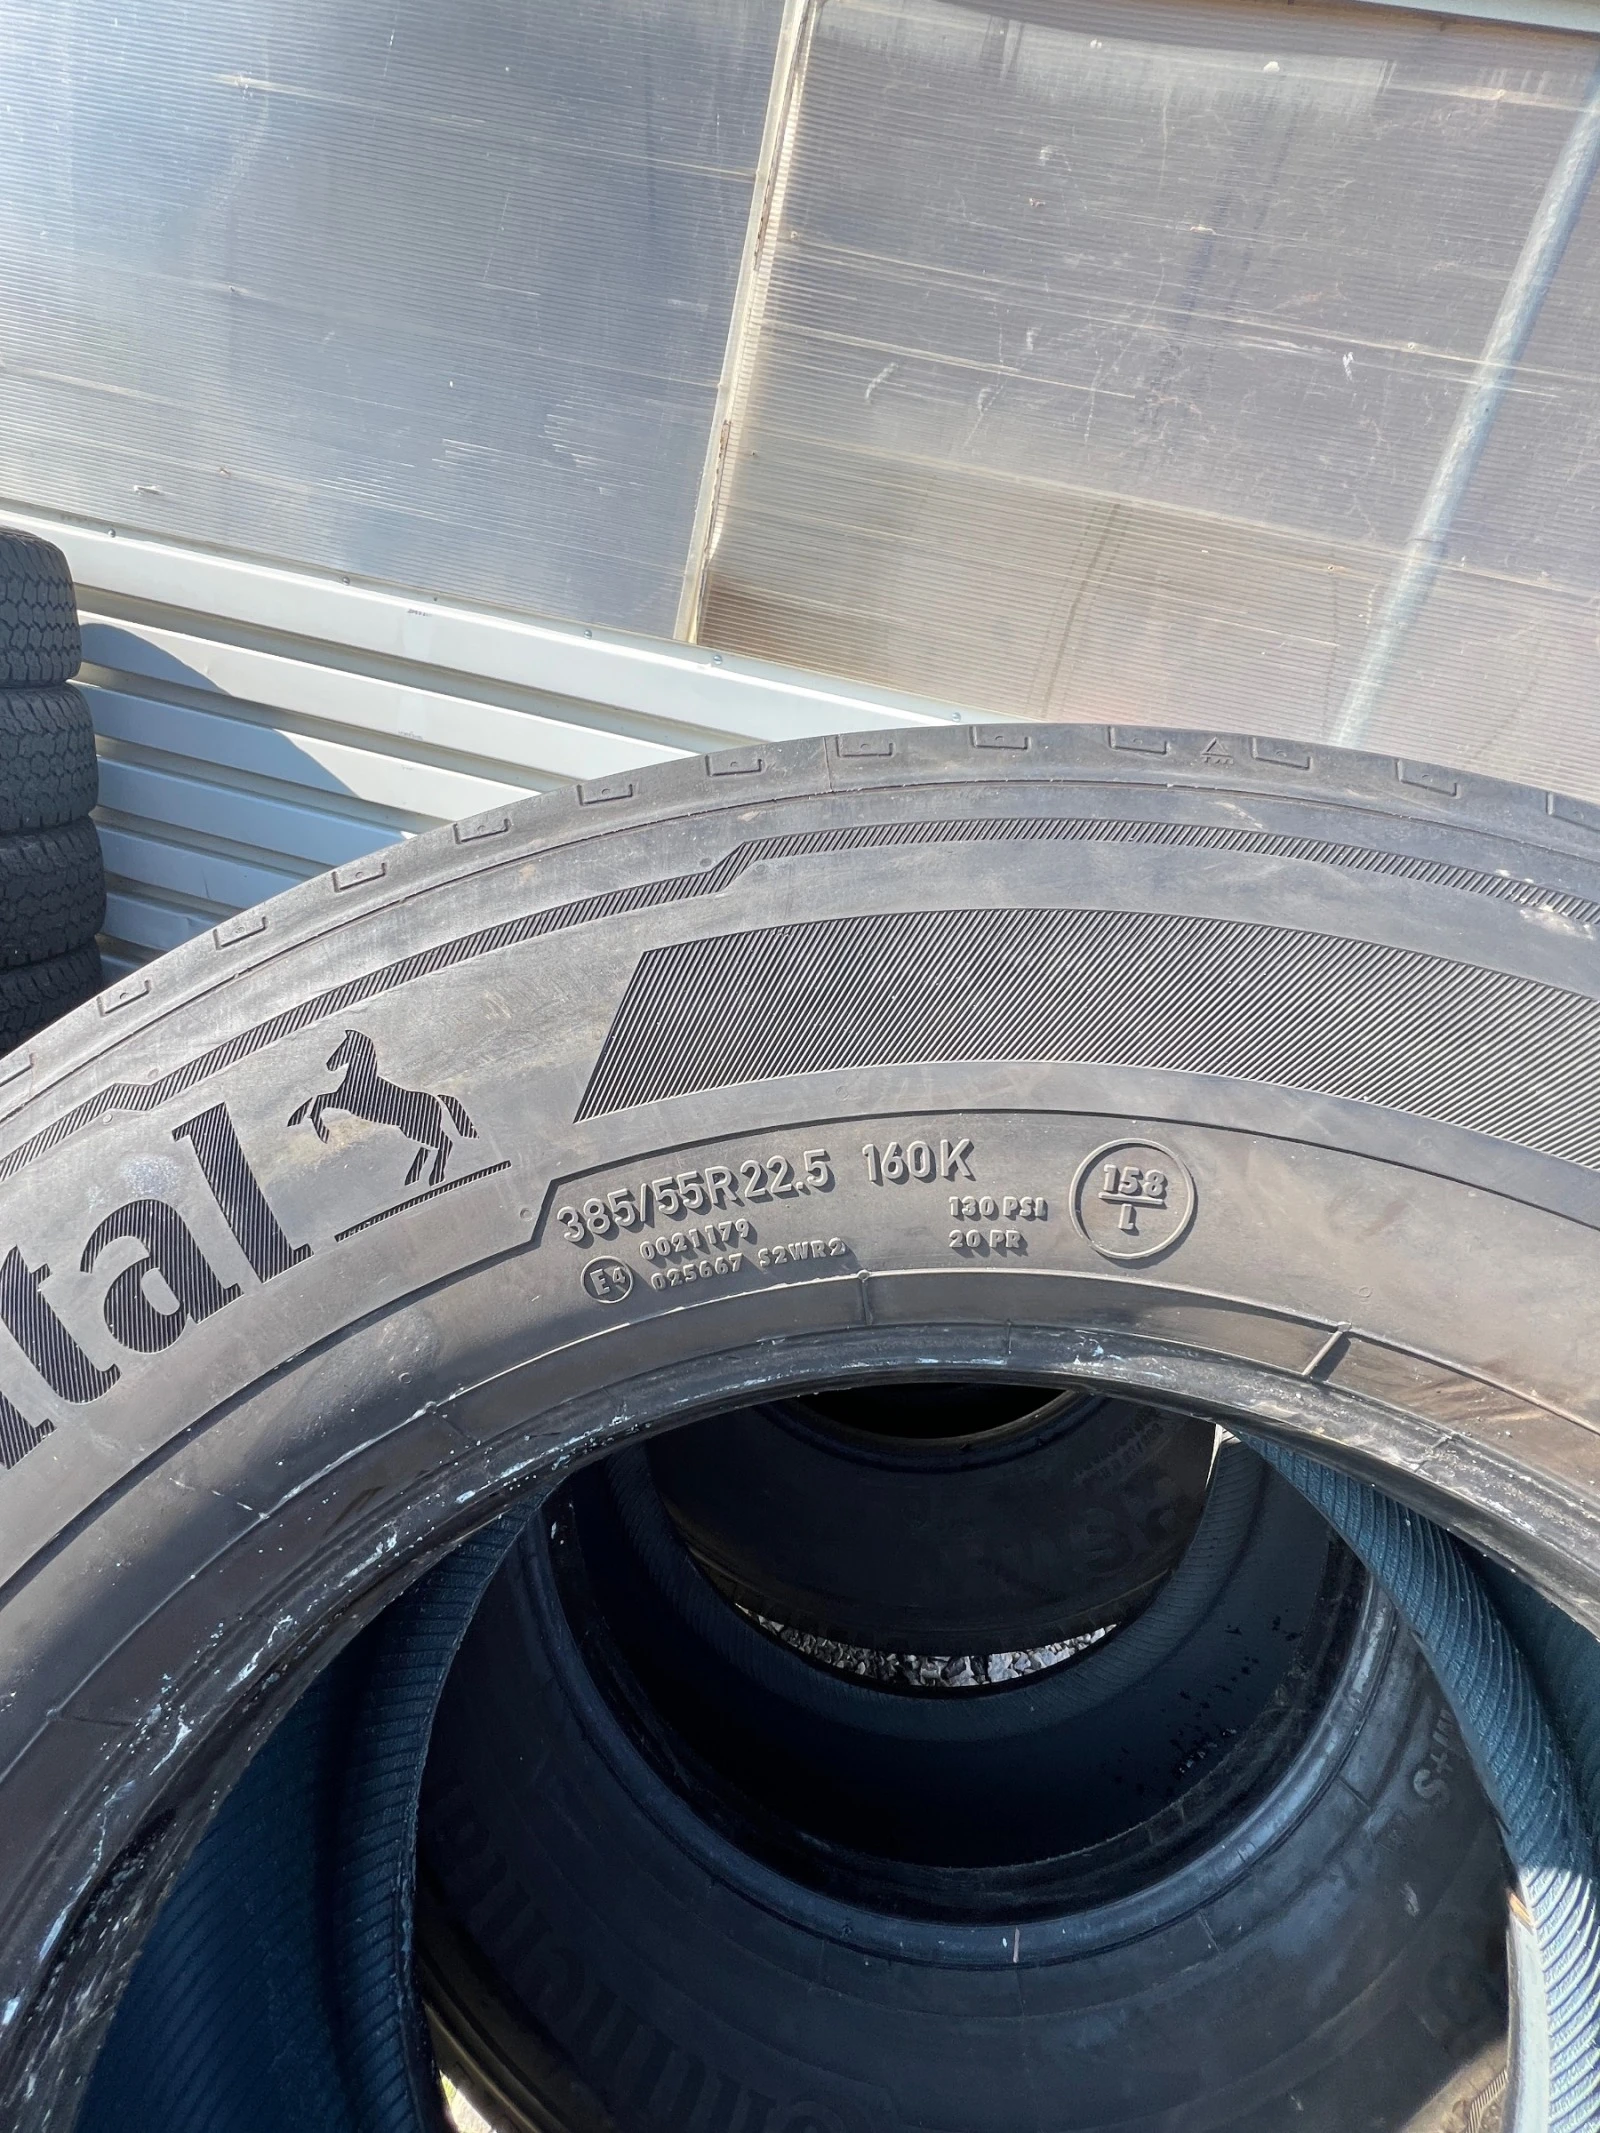 ntal
385/55R22.5 160K
158
L
130 PSI
20 PR
E4
0021179
025667 S2WR2
M+S